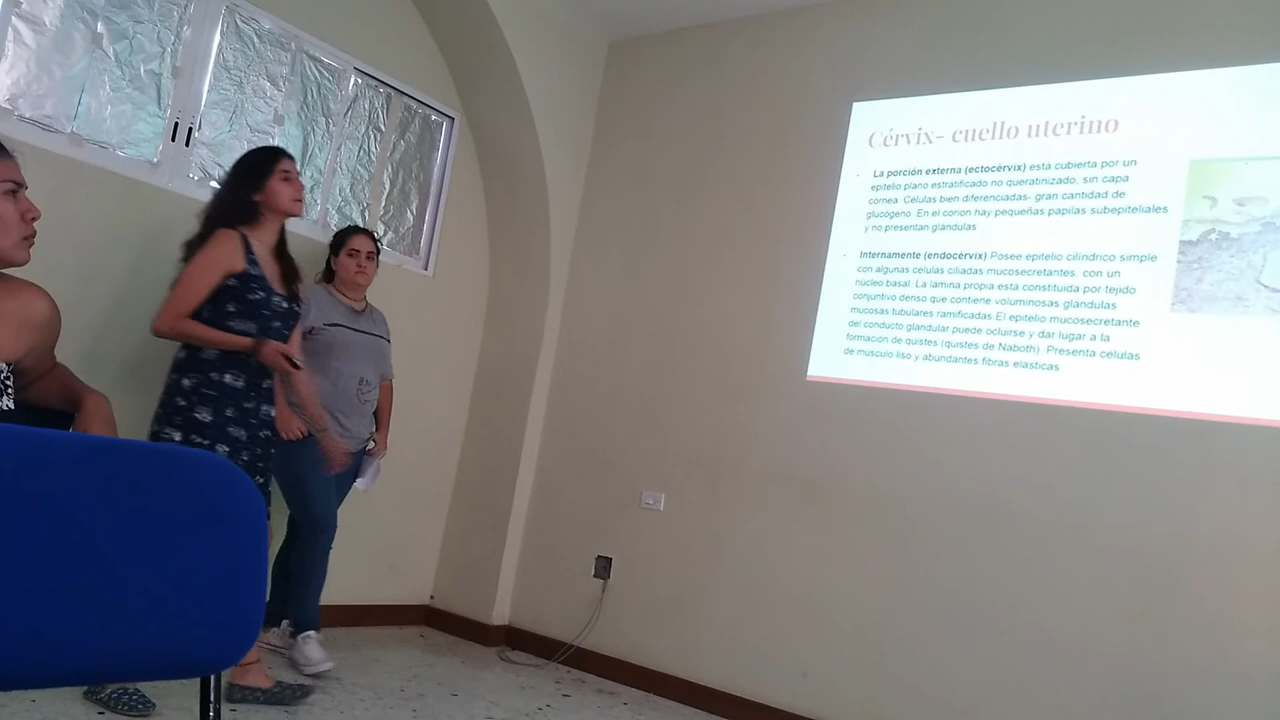 Cérvix- cuello uterino
- La porción externa (ectocérvix) esta cubierta por un
epitelio plano estratificado no queratinizado, sin capa
córnea. Células bien diferenciadas- gran cantidad de
glucógeno. En el corion hay pequeñas papilas subepiteliales
y no presentan glándulas
- Internamente (endocérvix) Posee epitelio cilíndrico simple
con algunas células ciliadas mucosecretantes, con un
núcleo basal. La lámina propia está constituida por tejido
conjuntivo denso que contiene voluminosas glándulas
mucosas tubulares ramificadas.El epitelio mucosecretante
del conducto glandular puede ocluirse y dar lugar a la
formación de quistes (quistes de Naboth). Presenta células
de músculo liso y abundantes fibras elásticas.